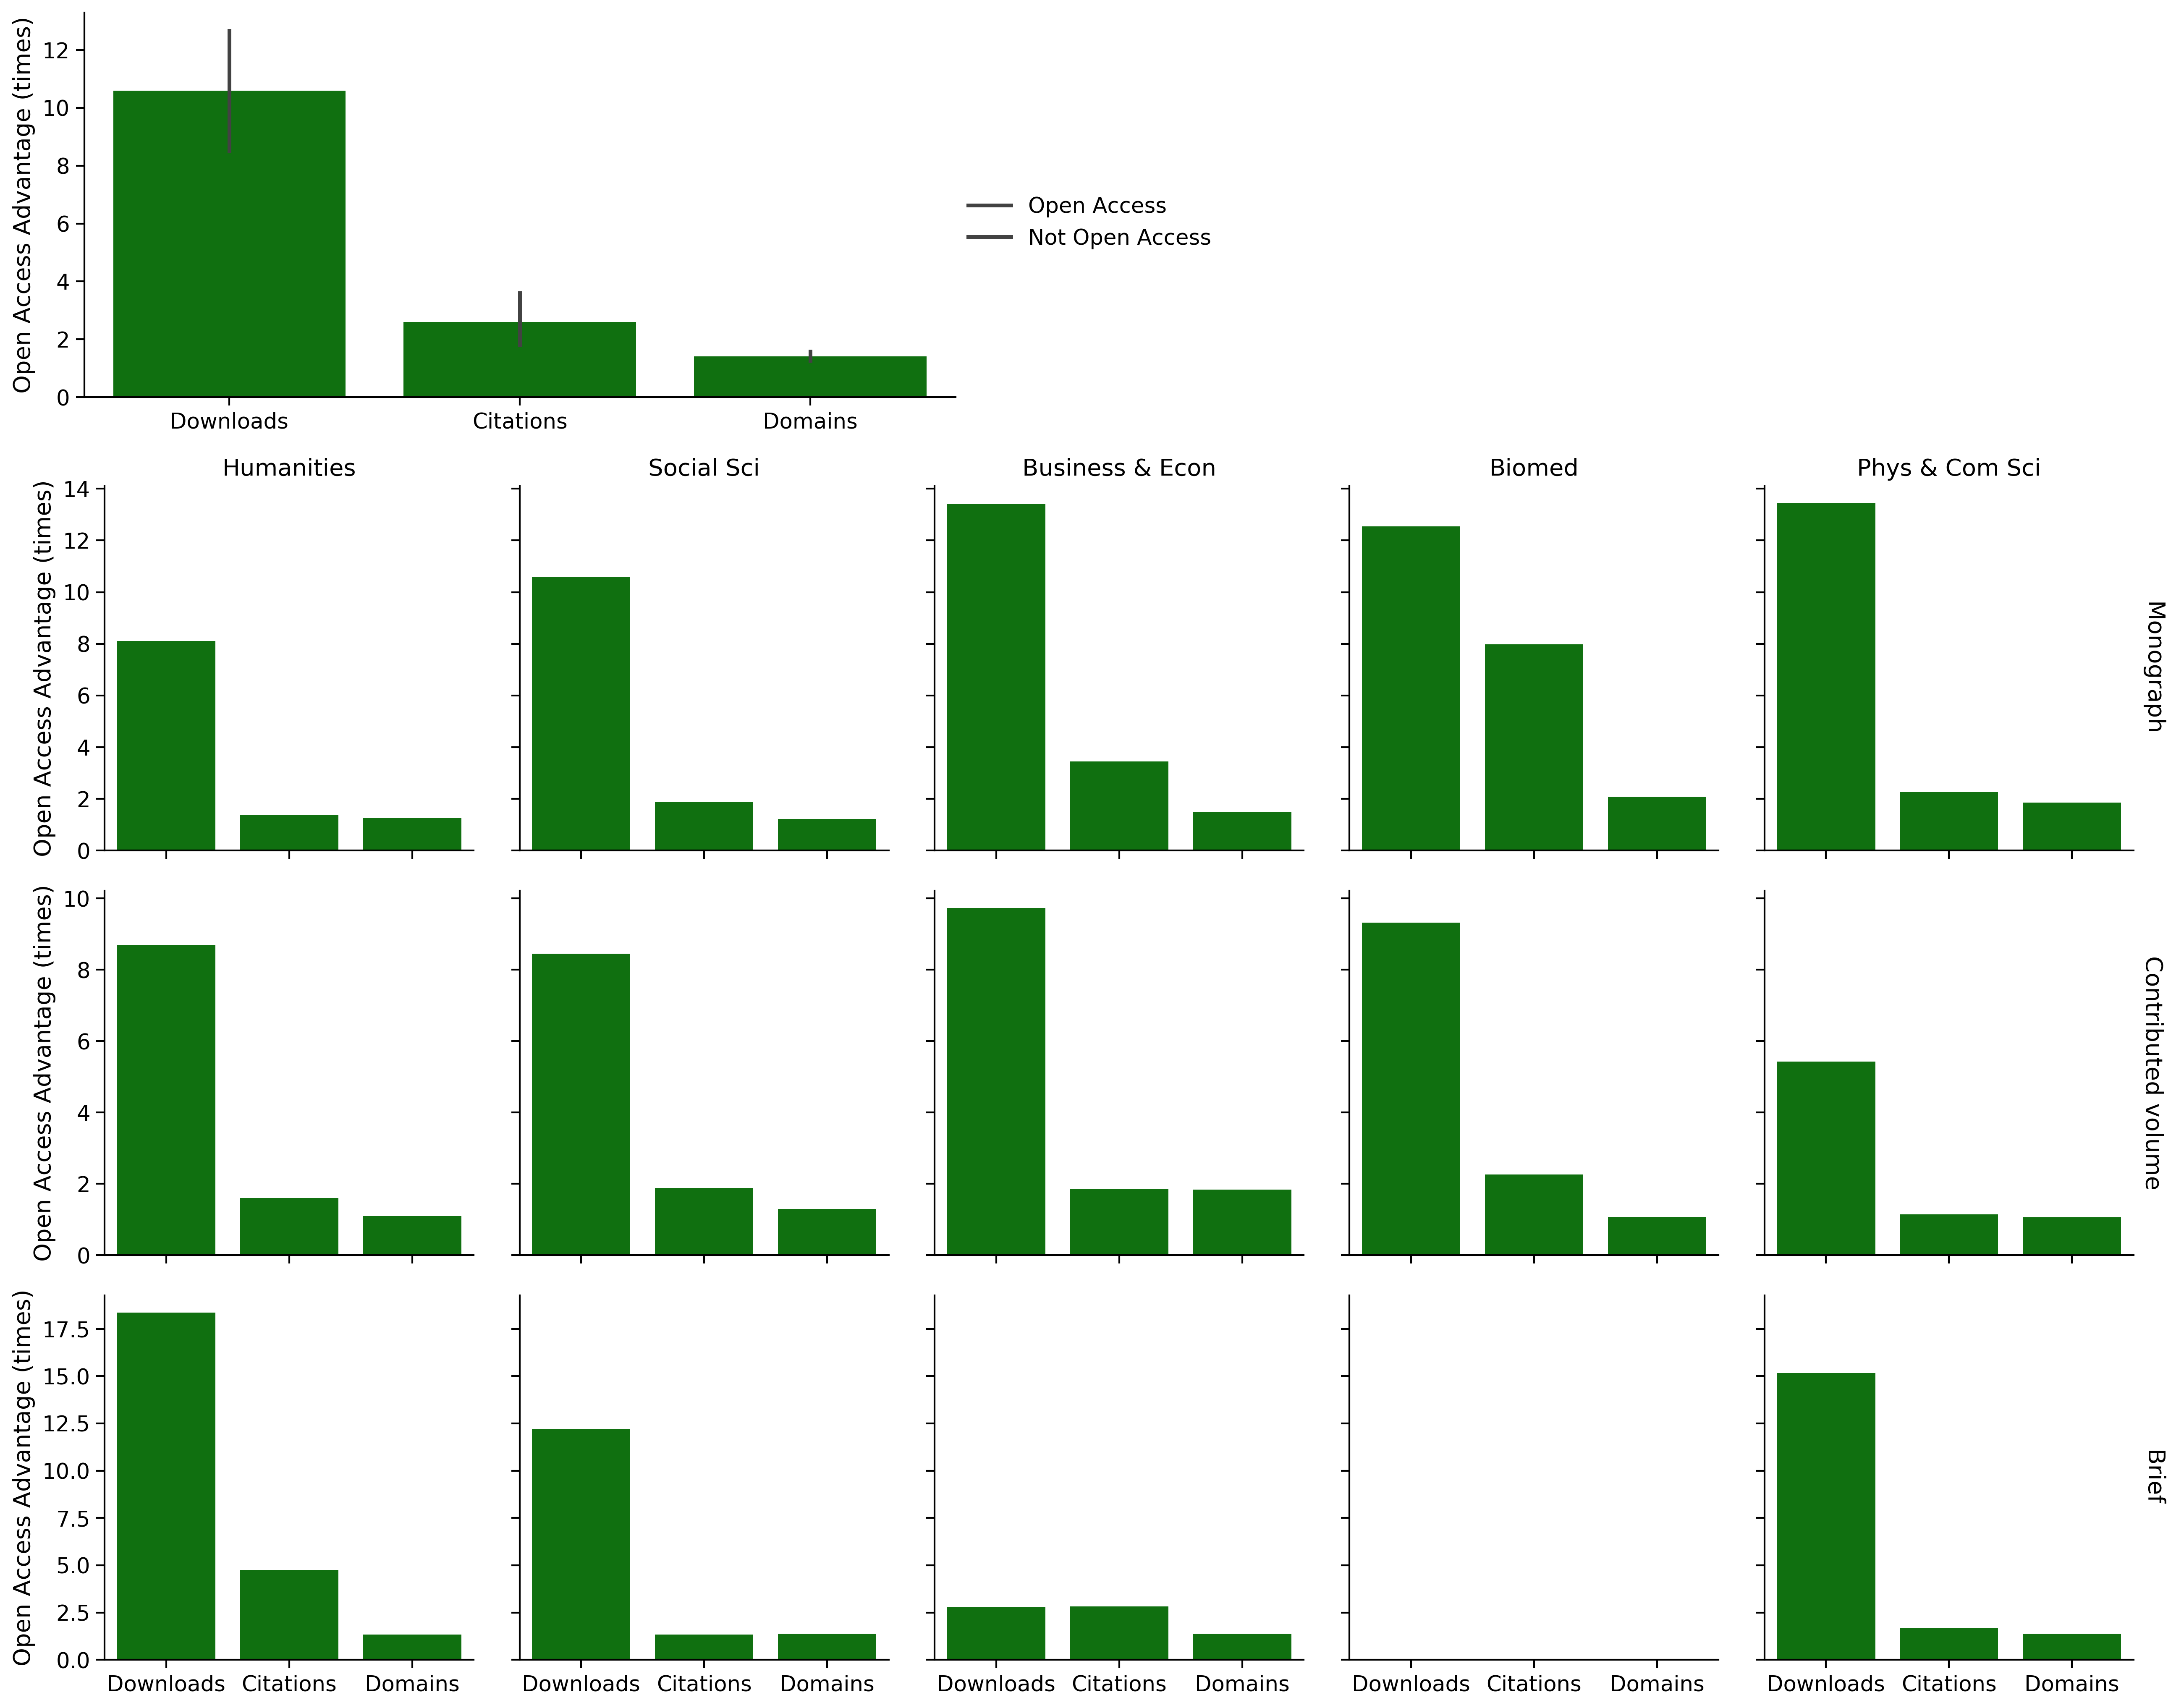 Open Access Advantage (times)
12
10
8
6
4
2
0
Downloads Citations Domains
Open Access
Not Open Access
Humanities Social Sci Business & Econ Biomed Phys & Com Sci
Open Access Advantage (times)
14
12
10
8
6
4
2
0
Monograph
Open Access Advantage (times)
10
8
6
4
2
0
Contributed volume
Open Access Advantage (times)
17.5
15.0
12.5
10.0
7.5
5.0
2.5
0.0
Brief
Downloads Citations Domains Downloads Citations Domains Downloads Citations Domains Downloads Citations Domains Downloads Citations Domains